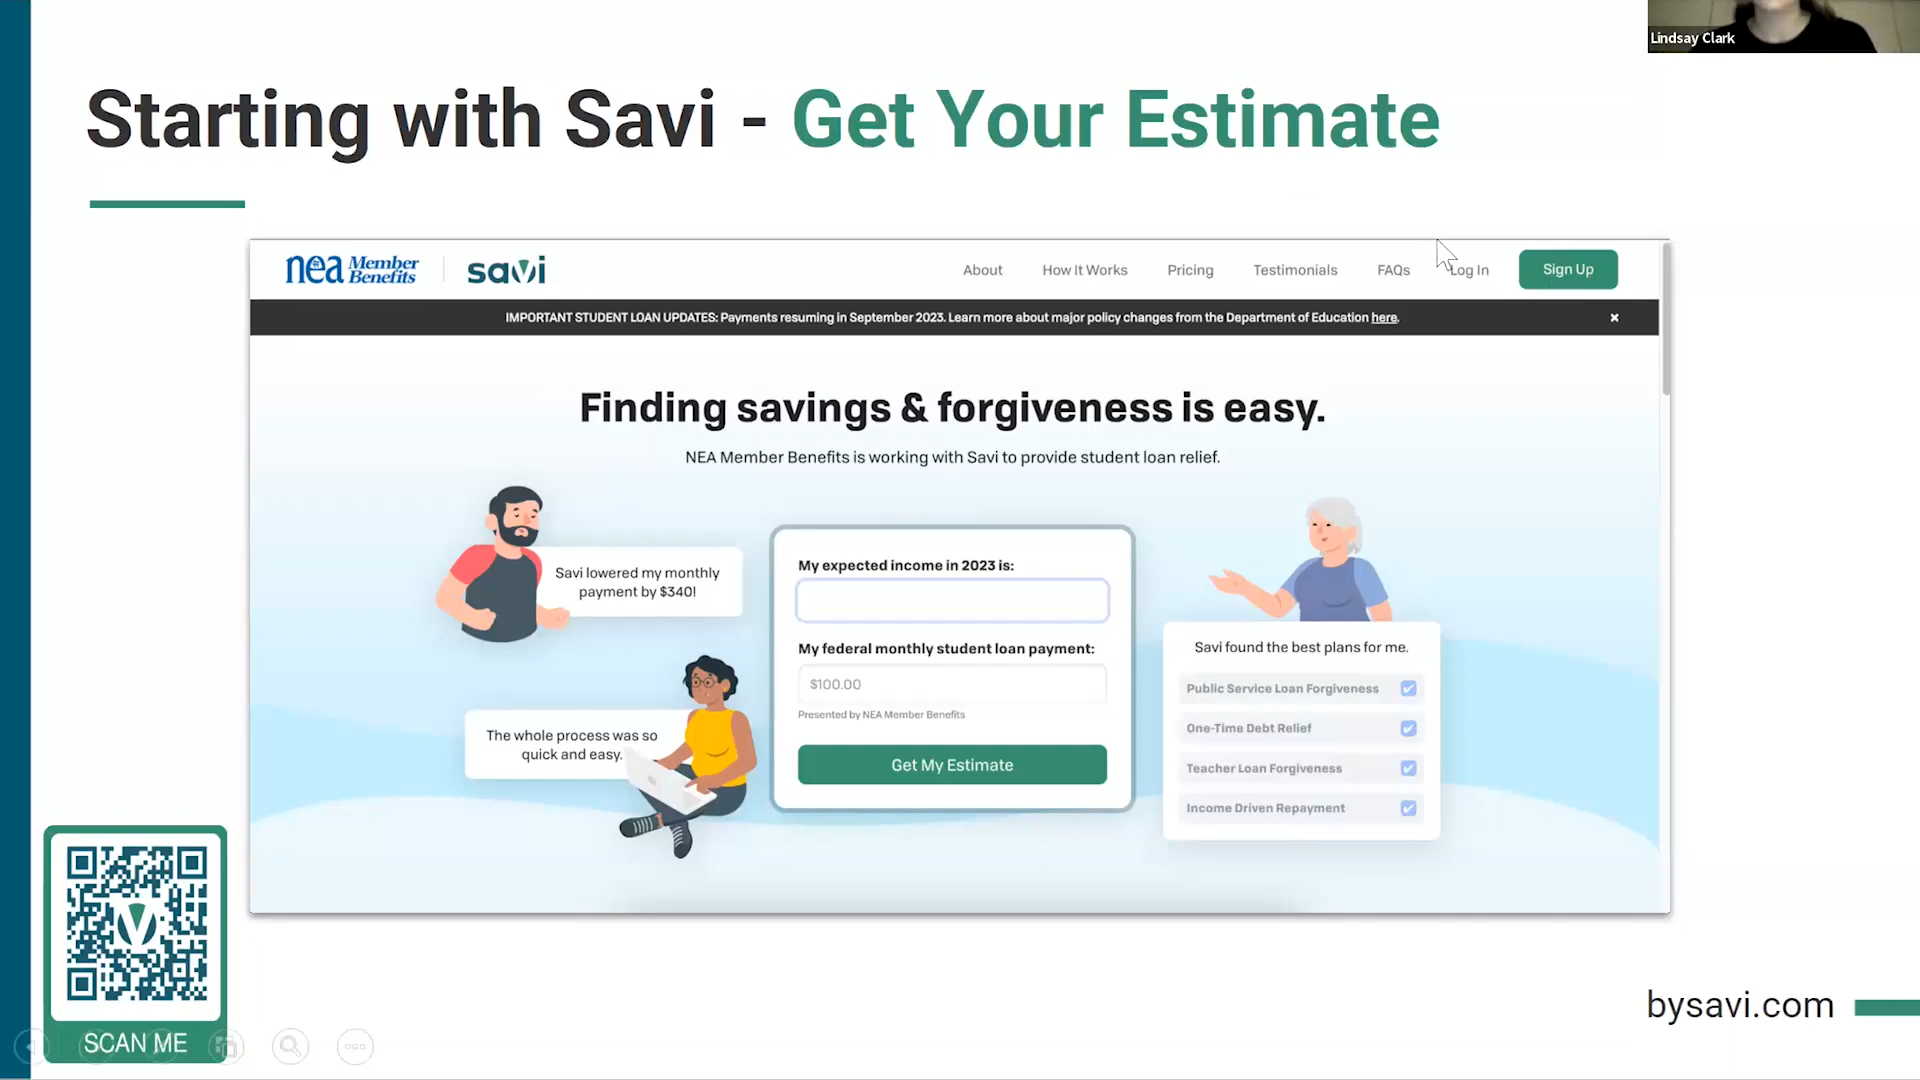 Lindsay Clark
Starting with Savi - Get Your Estimate
nea Member Benefits
savi
About
How It Works
Pricing
Testimonials
FAQs
Log In
Sign Up
IMPORTANT STUDENT LOAN UPDATES: Payments resuming in September 2023. Learn more about major policy changes from the Department of Education here.
Finding savings & forgiveness is easy.
NEA Member Benefits is working with Savi to provide student loan relief.
Savi lowered my monthly
payment by $340!
The whole process was so
quick and easy.
My expected income in 2023 is:
My federal monthly student loan payment:
$100.00
Presented by NEA Member Benefits
Get My Estimate
Savi found the best plans for me.
Public Service Loan Forgiveness
One-Time Debt Relief
Teacher Loan Forgiveness
Income Driven Repayment
SCAN ME
bysavi.com